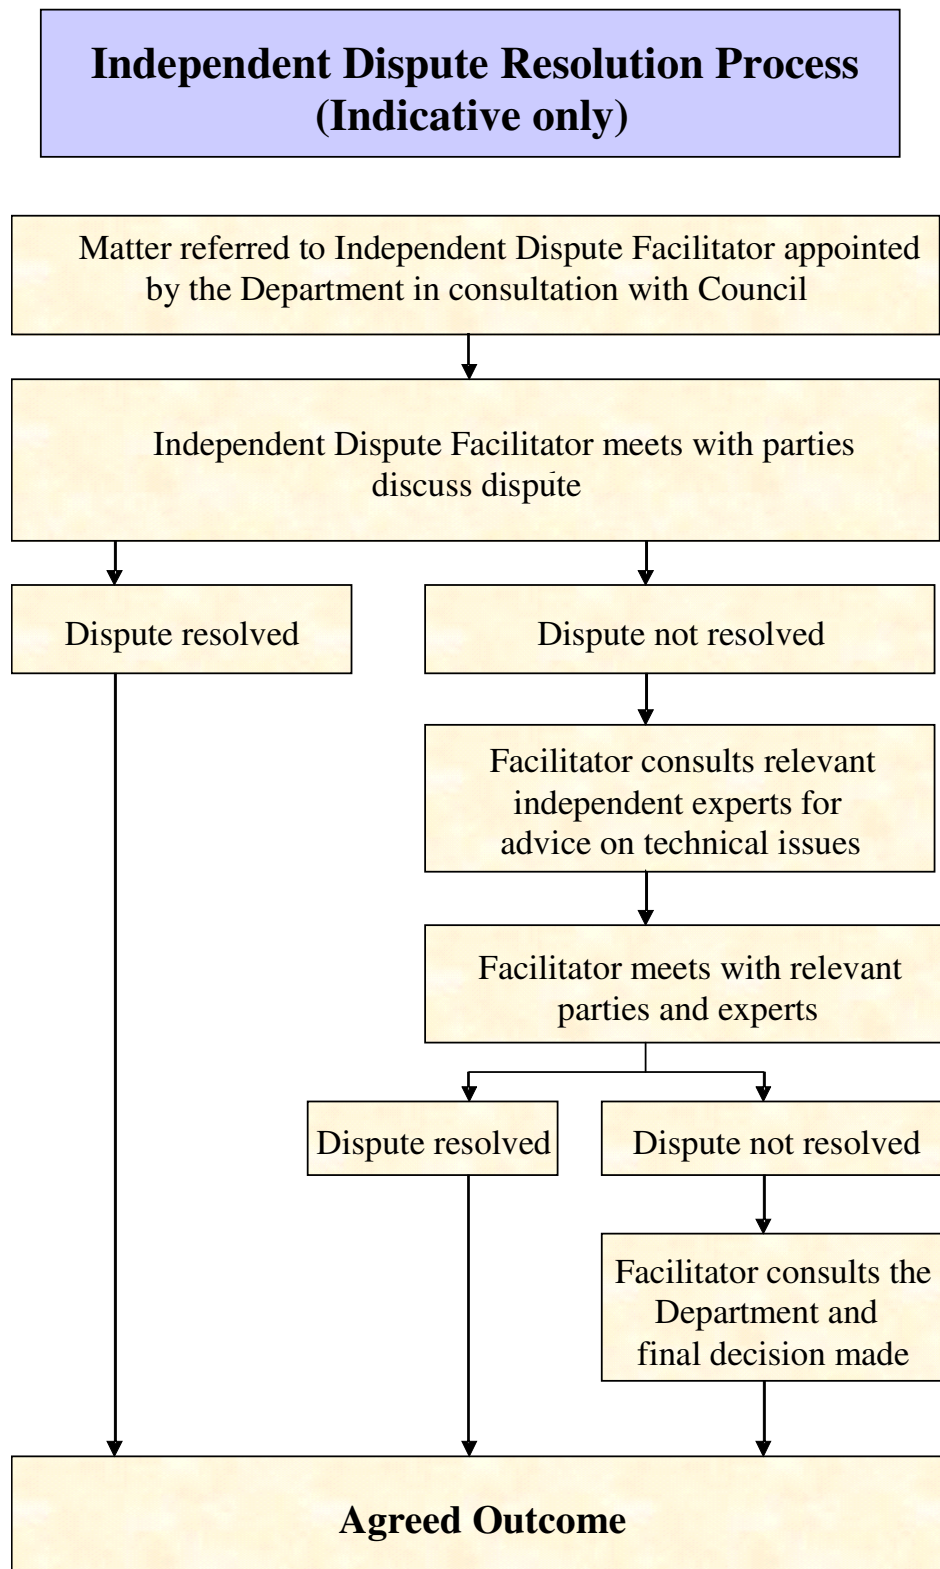 Independent Dispute Resolution Process
(Indicative only)
Matter referred to Independent Dispute Facilitator appointed
by the Department in consultation with Council
Independent Dispute Facilitator meets with parties
discuss dispute
Dispute resolved
Dispute not resolved
Facilitator consults relevant
independent experts for
advice on technical issues
Facilitator meets with relevant
parties and experts
Dispute resolved
Dispute not resolved
Facilitator consults the
Department and
final decision made
Agreed Outcome